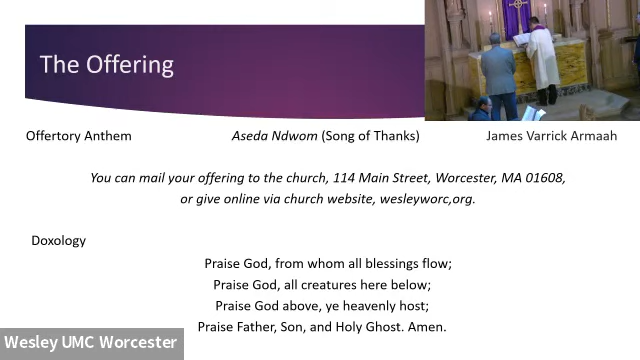 The Offering
Offertory Anthem Aseda Ndwom (Song of Thanks) James Varrick Armaah
You can mail your offering to the church, 114 Main Street, Worcester, MA 01608,
or give online via church website, wesleyworc,org.
Doxology
Praise God, from whom all blessings flow;
Praise God, all creatures here below;
Praise God above, ye heavenly host;
Praise Father, Son, and Holy Ghost. Amen.
Wesley UMC Worcester